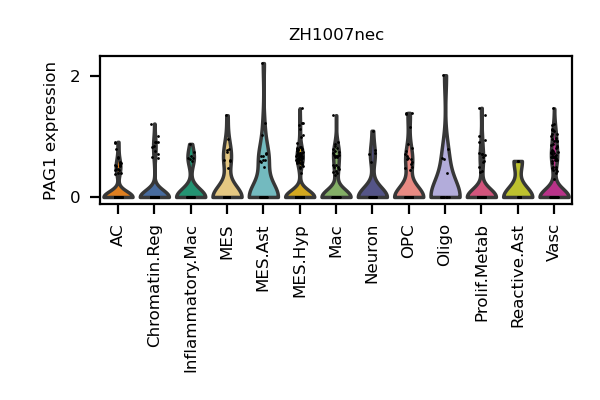 ZH1007nec
PAG1 expression
2
0
AC
Chromatin.Reg
Inflammatory.Mac
MES
MES.Ast
MES.Hyp
Mac
Neuron
OPC
Oligo
Prolif.Metab
Reactive.Ast
Vasc